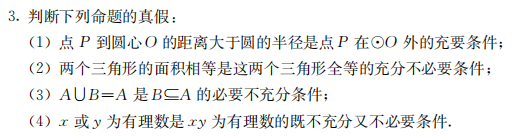 3. 判断下列命题的真假：
（1）点 P 到圆心 O 的距离大于圆的半径是点 P 在⊙O 外的充要条件；
（2）两个三角形的面积相等是这两个三角形全等的充分不必要条件；
（3）A∪B=A 是 B⊆A 的必要不充分条件；
（4）x 或 y 为有理数是 xy 为有理数的既不充分又不必要条件.